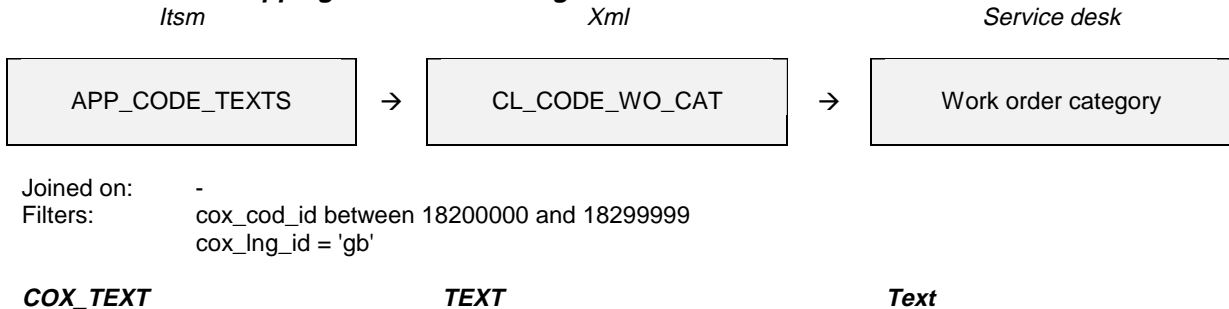 Itsm Xml Service desk
APP_CODE_TEXTS → CL_CODE_WO_CAT → Work order category
Joined on: -
Filters: cox_cod_id between 18200000 and 18299999
cox_lng_id = 'gb'
COX_TEXT TEXT Text